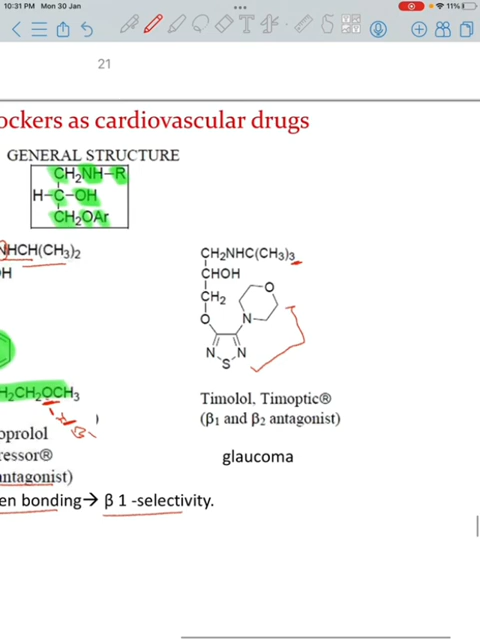 10:31 PM Mon 30 Jan
11%
21
ockers as cardiovascular drugs
GENERAL STRUCTURE
CH₂NH–R
H–C–OH
CH₂OAr
NHCH(CH₃)₂
H
H₂CH₂OCH₃
)
oprolol
ressor®
antagonist)
CH₂NHC(CH₃)₃
CHOH
CH₂
O
O
N
N
N
S
Timolol, Timoptic®
(β₁ and β₂ antagonist)
glaucoma
en bonding→ β 1 -selectivity.